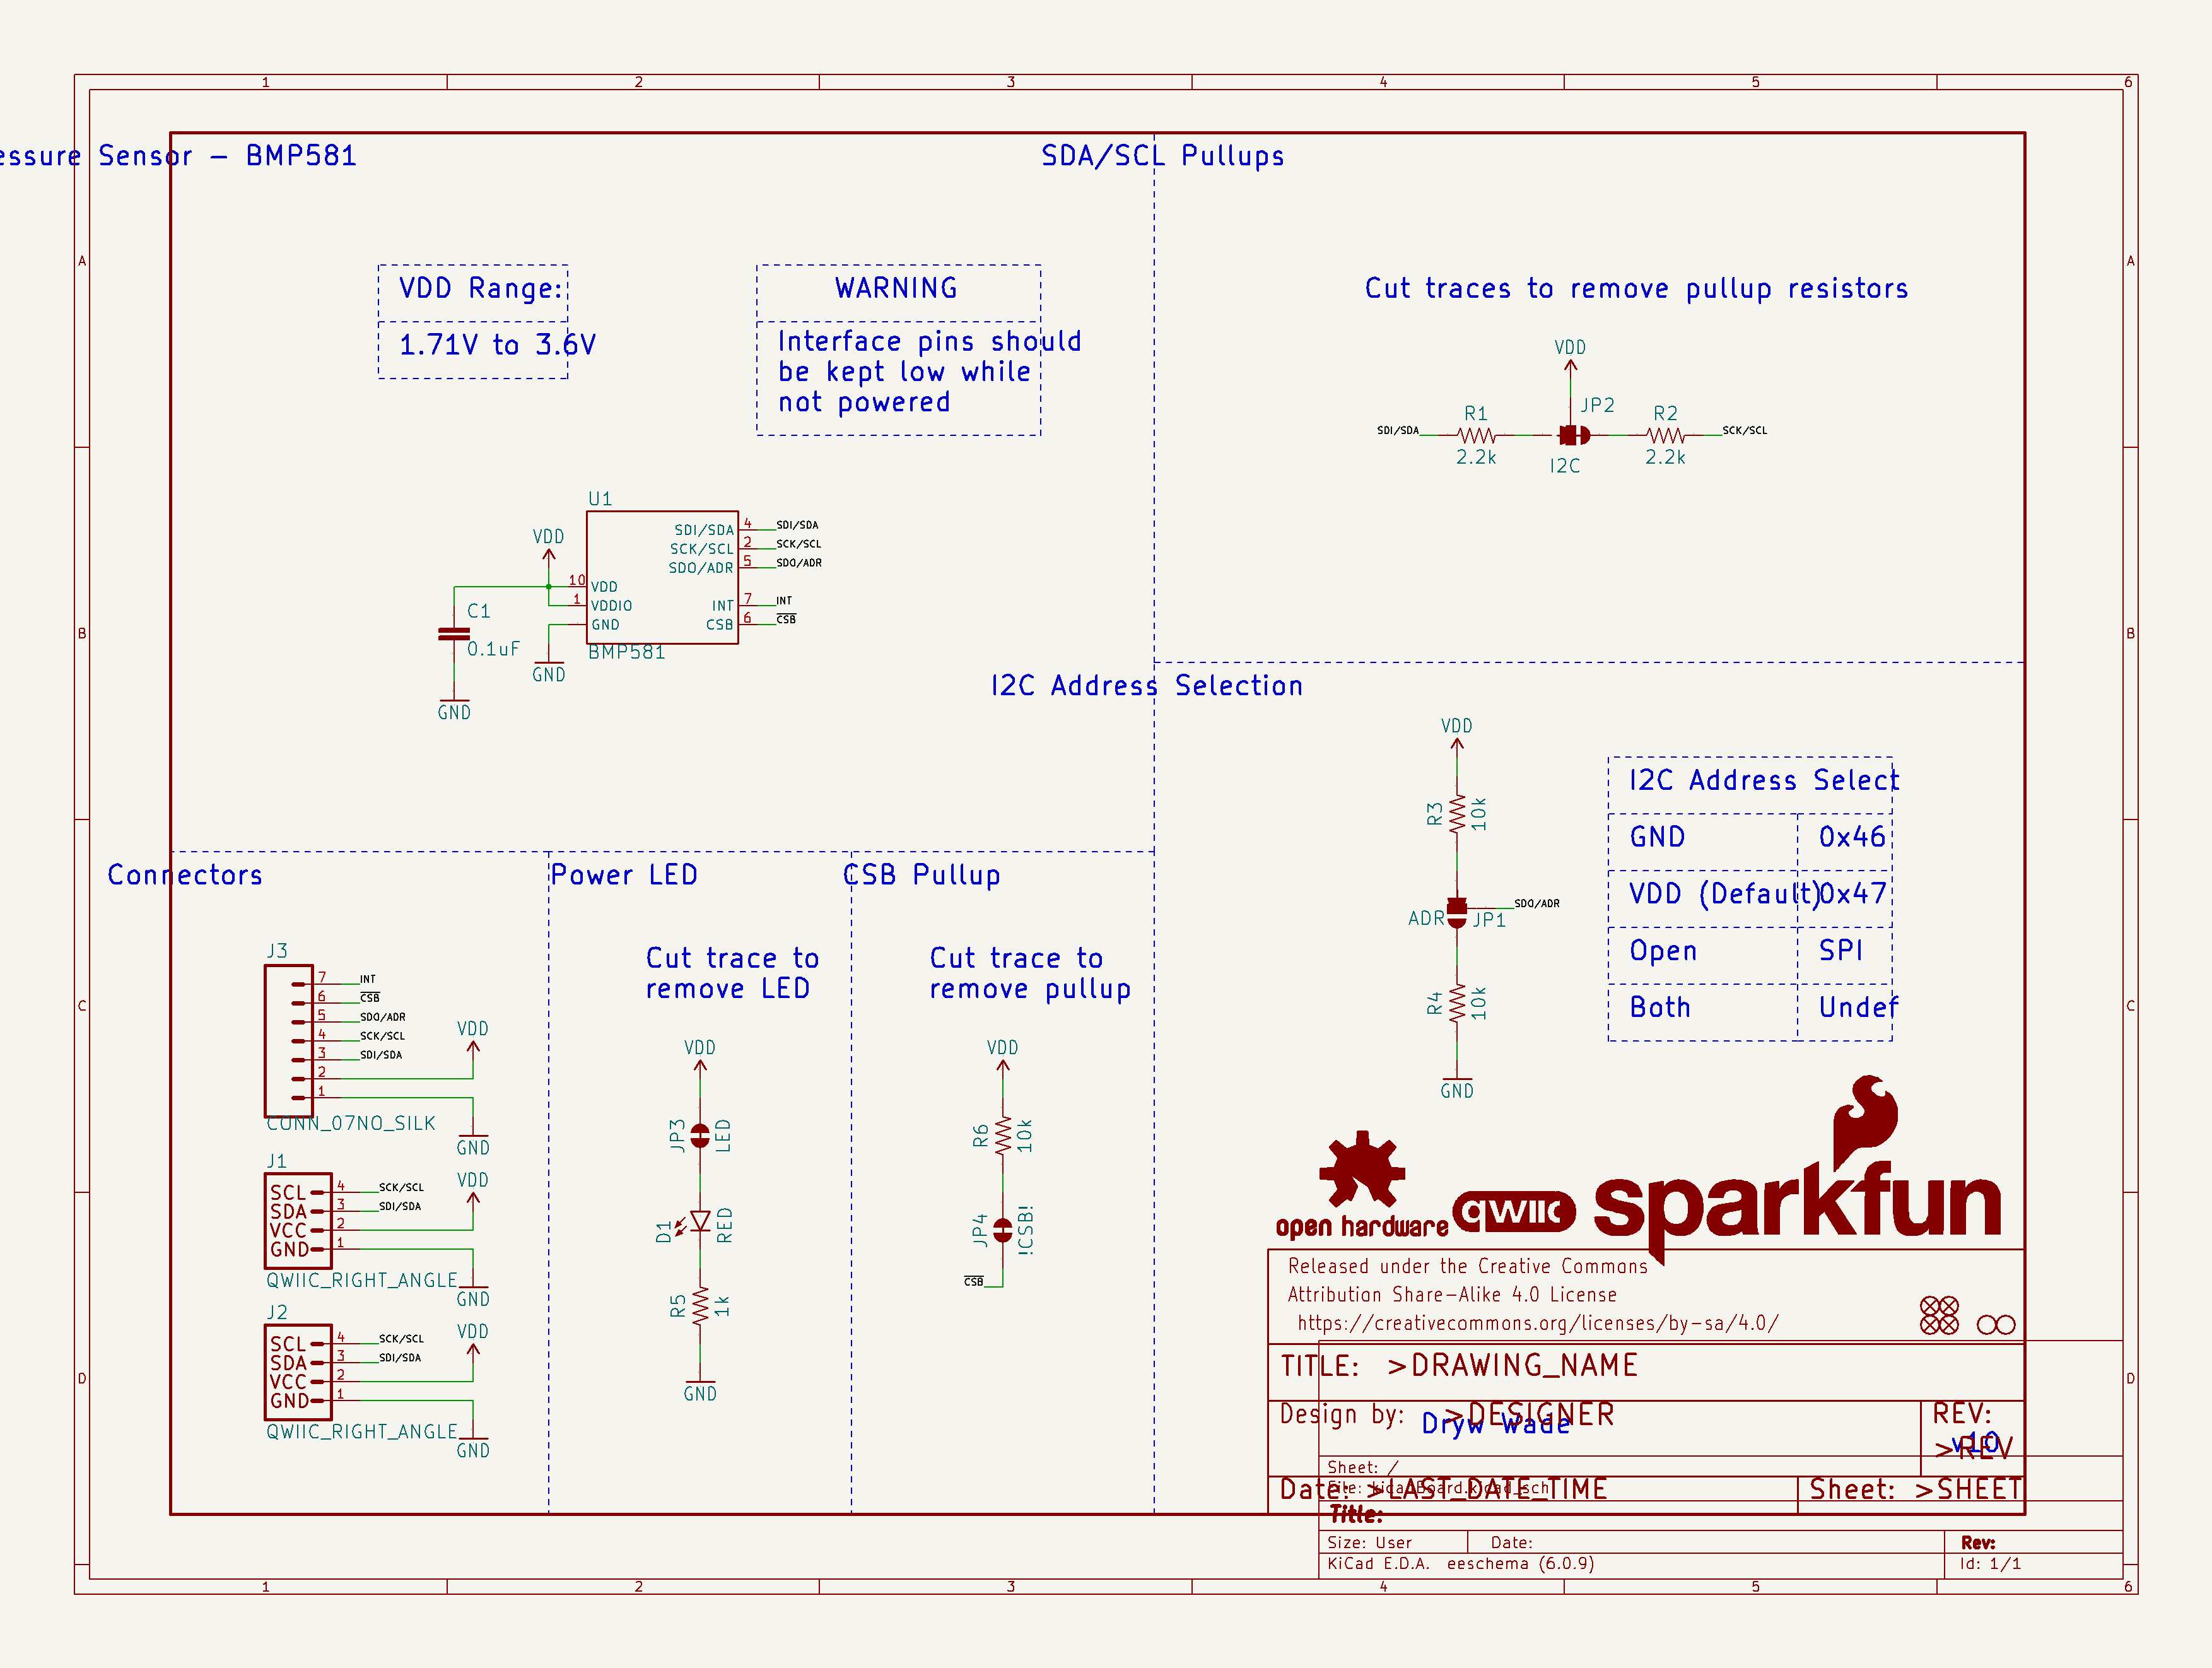 1 2 3 4 5 6
essure Sensor – BMP581
SDA/SCL Pullups
VDD Range:
1.71V to 3.6V
WARNING
Interface pins should
be kept low while
not powered
Cut traces to remove pullup resistors
VDD
JP2
R1
R2
SDI/SDA
SCK/SCL
2.2k
2.2k
I2C
A
A
U1
VDD
SDI/SDA 4 SDI/SDA
SCK/SCL 2 SCK/SCL
SDO/ADR 5 SDO/ADR
10 VDD
1 VDDIO
GND
INT 7 INT
CSB 6 CSB
BMP581
C1
0.1uF
GND
GND
B
B
I2C Address Selection
VDD
R3
10k
ADR
JP1
SDO/ADR
R4
10k
GND
I2C Address Select
GND 0x46
VDD (Default) 0x47
Open SPI
Both Undef
Connectors
J3
7 INT
6 CSB
5 SDO/ADR
4 SCK/SCL
3 SDI/SDA
2
1
VDD
GND
CONN_07NO_SILK
J1
SCL 4 SCK/SCL
SDA 3 SDI/SDA
VCC 2
GND 1
VDD
GND
QWIIC_RIGHT_ANGLE
J2
SCL 4 SCK/SCL
SDA 3 SDI/SDA
VCC 2
GND 1
VDD
GND
QWIIC_RIGHT_ANGLE
Power LED
Cut trace to
remove LED
VDD
JP3
LED
D1
RED
R5
1k
GND
CSB Pullup
Cut trace to
remove pullup
VDD
R6
10k
JP4
!CSB!
CSB
C
C
open hardware
qwiic
sparkfun
Released under the Creative Commons
Attribution Share-Alike 4.0 License
https://creativecommons.org/licenses/by-sa/4.0/
TITLE: >DRAWING_NAME
Design by: >DESIGNER
Dryw Wade
REV:
v10
>REV
Sheet: /
File: kicadBoard.kicad_sch
Date: >LAST_DATE_TIME
Sheet: >SHEET
Title:
Size: User
Date:
Rev:
KiCad E.D.A. eeschema (6.0.9)
Id: 1/1
D
D
1 2 3 4 5 6